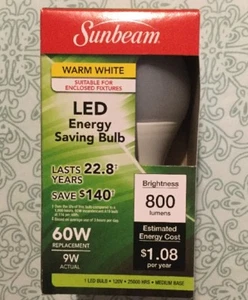 Sunbeam
WARM WHITE
SUITABLE FOR
ENCLOSED FIXTURES
LED
Energy
Saving Bulb
LASTS 22.8†
YEARS
SAVE $140†
60W
REPLACEMENT
9W
ACTUAL
Brightness
800
lumens
Estimated
Energy Cost
$1.08
per year
1 LED BULB • 120V • 25000 HRS • MEDIUM BASE